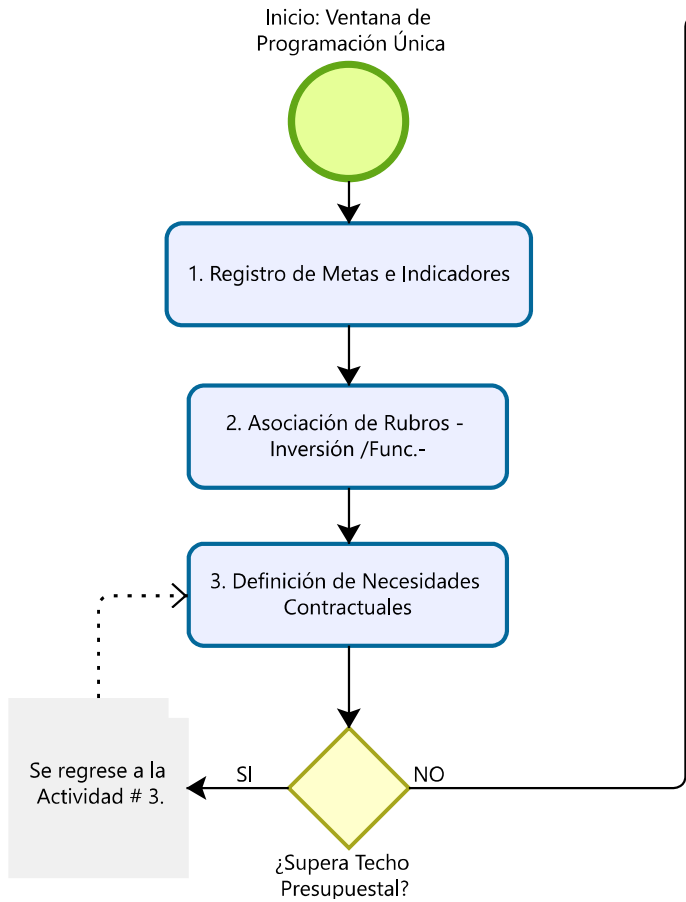 Inicio: Ventana de
Programación Única
1. Registro de Metas e Indicadores
2. Asociación de Rubros -
Inversión /Func.-
3. Definición de Necesidades
Contractuales
Se regrese a la
Actividad # 3.
SI
NO
¿Supera Techo
Presupuestal?